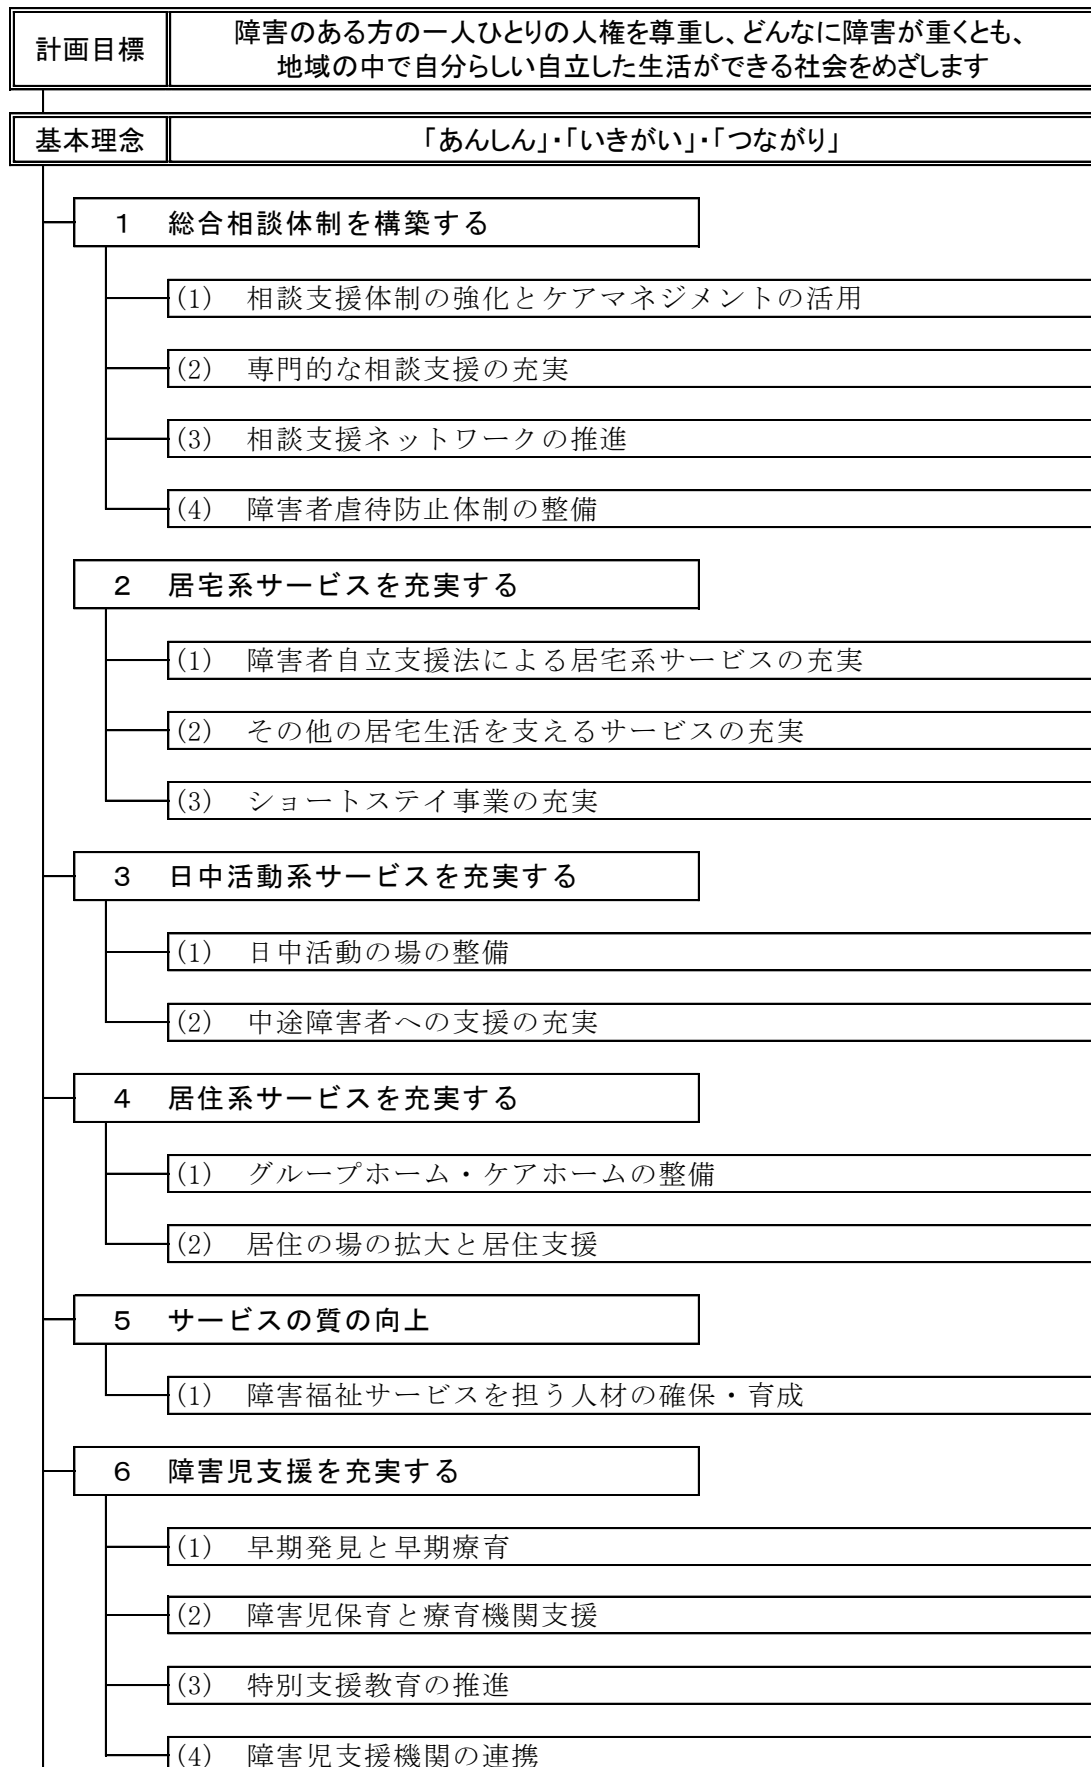 計画目標
障害のある方の一人ひとりの人権を尊重し、どんなに障害が重くとも、
地域の中で自分らしい自立した生活ができる社会をめざします
基本理念
「あんしん」・「いきがい」・「つながり」
１　総合相談体制を構築する
(1)　相談支援体制の強化とケアマネジメントの活用
(2)　専門的な相談支援の充実
(3)　相談支援ネットワークの推進
(4)　障害者虐待防止体制の整備
２　居宅系サービスを充実する
(1)　障害者自立支援法による居宅系サービスの充実
(2)　その他の居宅生活を支えるサービスの充実
(3)　ショートステイ事業の充実
３　日中活動系サービスを充実する
(1)　日中活動の場の整備
(2)　中途障害者への支援の充実
４　居住系サービスを充実する
(1)　グループホーム・ケアホームの整備
(2)　居住の場の拡大と居住支援
５　サービスの質の向上
(1)　障害福祉サービスを担う人材の確保・育成
６　障害児支援を充実する
(1)　早期発見と早期療育
(2)　障害児保育と療育機関支援
(3)　特別支援教育の推進
(4)　障害児支援機関の連携